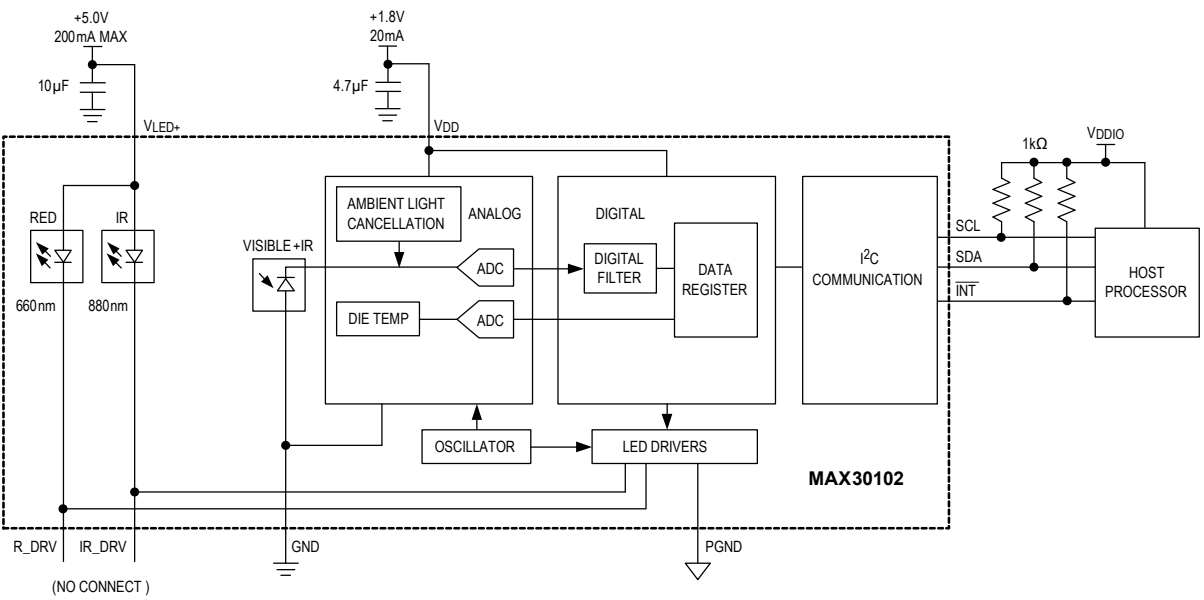 +5.0V
200mA MAX
10µF
VLED+
+1.8V
20mA
4.7µF
VDD
1kΩ
VDDIO
RED
IR
660nm
880nm
VISIBLE+IR
AMBIENT LIGHT
CANCELLATION
ANALOG
ADC
DIE TEMP
ADC
DIGITAL
DIGITAL
FILTER
DATA
REGISTER
I²C
COMMUNICATION
SCL
SDA
INT
HOST
PROCESSOR
OSCILLATOR
LED DRIVERS
MAX30102
R_DRV
IR_DRV
(NO CONNECT )
GND
PGND